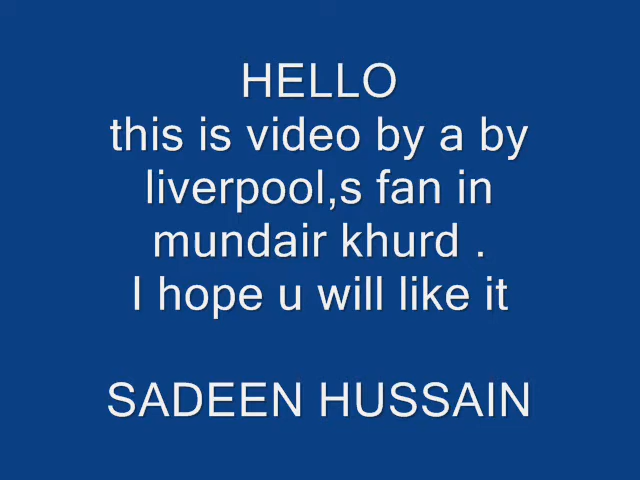 HELLO
this is video by a by
liverpool,s fan in
mundair khurd .
I hope u will like it
SADEEN HUSSAIN